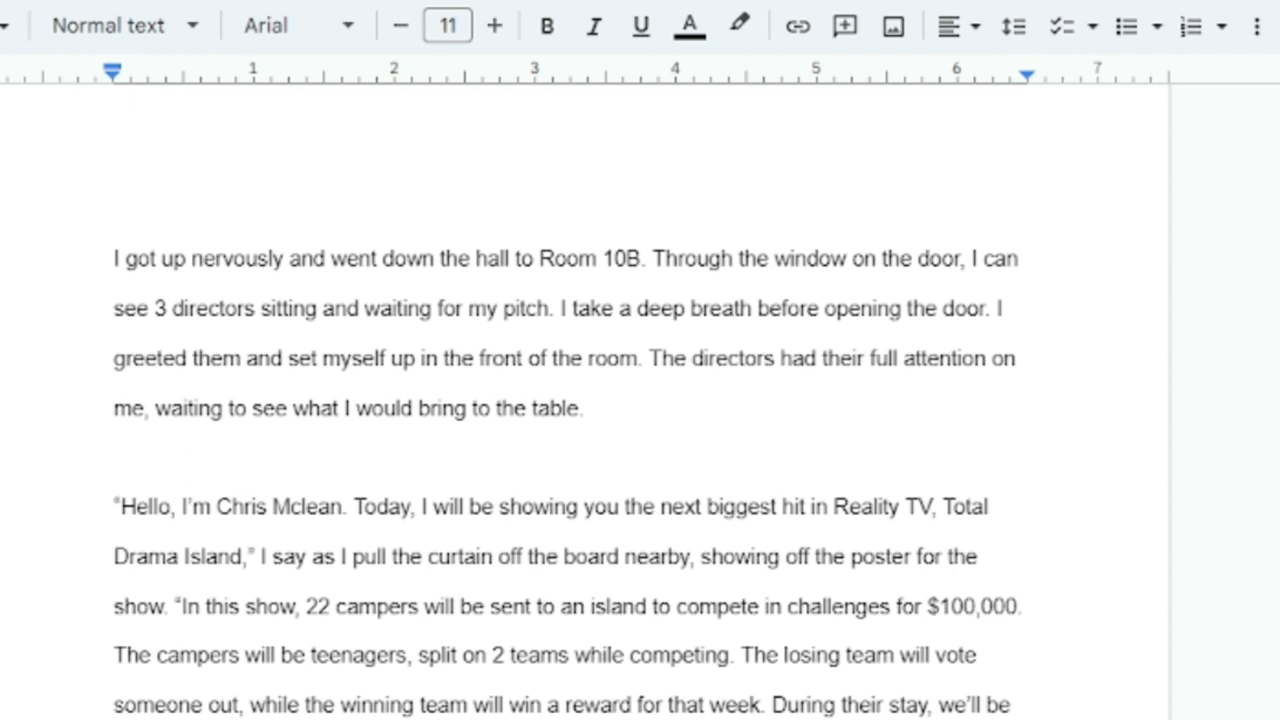 Normal text Arial 11 B I U A
1 2 3 4 5 6 7
I got up nervously and went down the hall to Room 10B. Through the window on the door, I can
see 3 directors sitting and waiting for my pitch. I take a deep breath before opening the door. I
greeted them and set myself up in the front of the room. The directors had their full attention on
me, waiting to see what I would bring to the table.
“Hello, I’m Chris Mclean. Today, I will be showing you the next biggest hit in Reality TV, Total
Drama Island,” I say as I pull the curtain off the board nearby, showing off the poster for the
show. “In this show, 22 campers will be sent to an island to compete in challenges for $100,000.
The campers will be teenagers, split on 2 teams while competing. The losing team will vote
someone out, while the winning team will win a reward for that week. During their stay, we’ll be